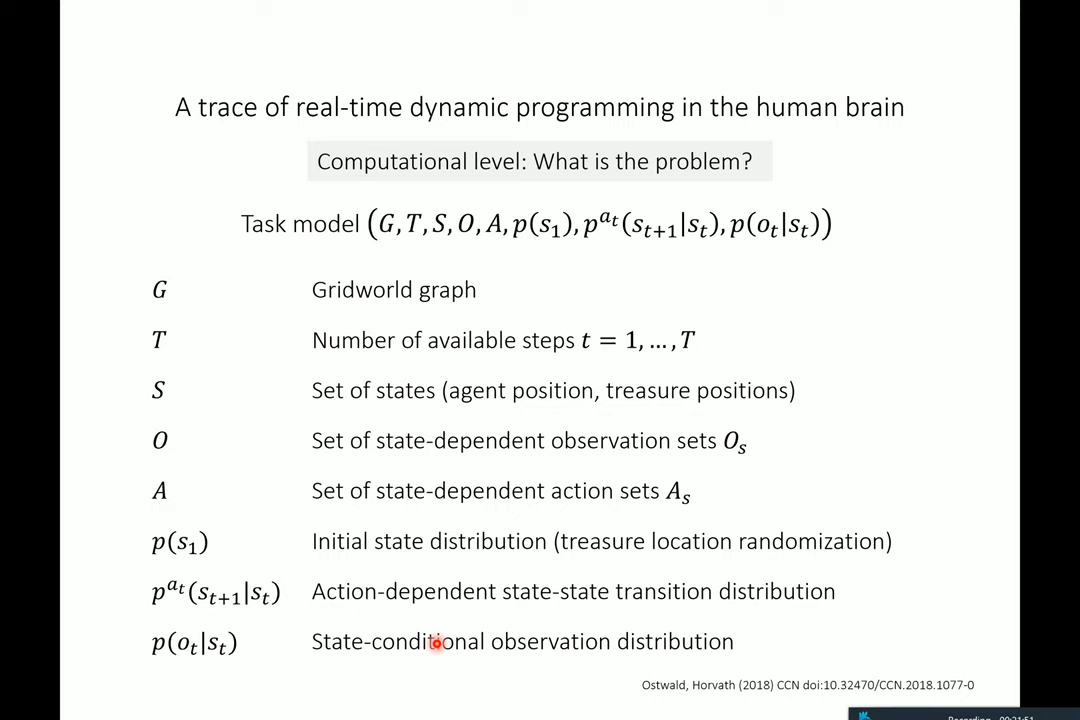 A trace of real-time dynamic programming in the human brain
Computational level: What is the problem?
Task model (G, T, S, O, A, p(s₁), pᵃᵗ(sₜ₊₁|sₜ), p(oₜ|sₜ))
G Gridworld graph
T Number of available steps t = 1, …, T
S Set of states (agent position, treasure positions)
O Set of state-dependent observation sets Oₛ
A Set of state-dependent action sets Aₛ
p(s₁) Initial state distribution (treasure location randomization)
pᵃᵗ(sₜ₊₁|sₜ) Action-dependent state-state transition distribution
p(oₜ|sₜ) State-conditional observation distribution
Ostwald, Horvath (2018) CCN doi:10.32470/CCN.2018.1077-0